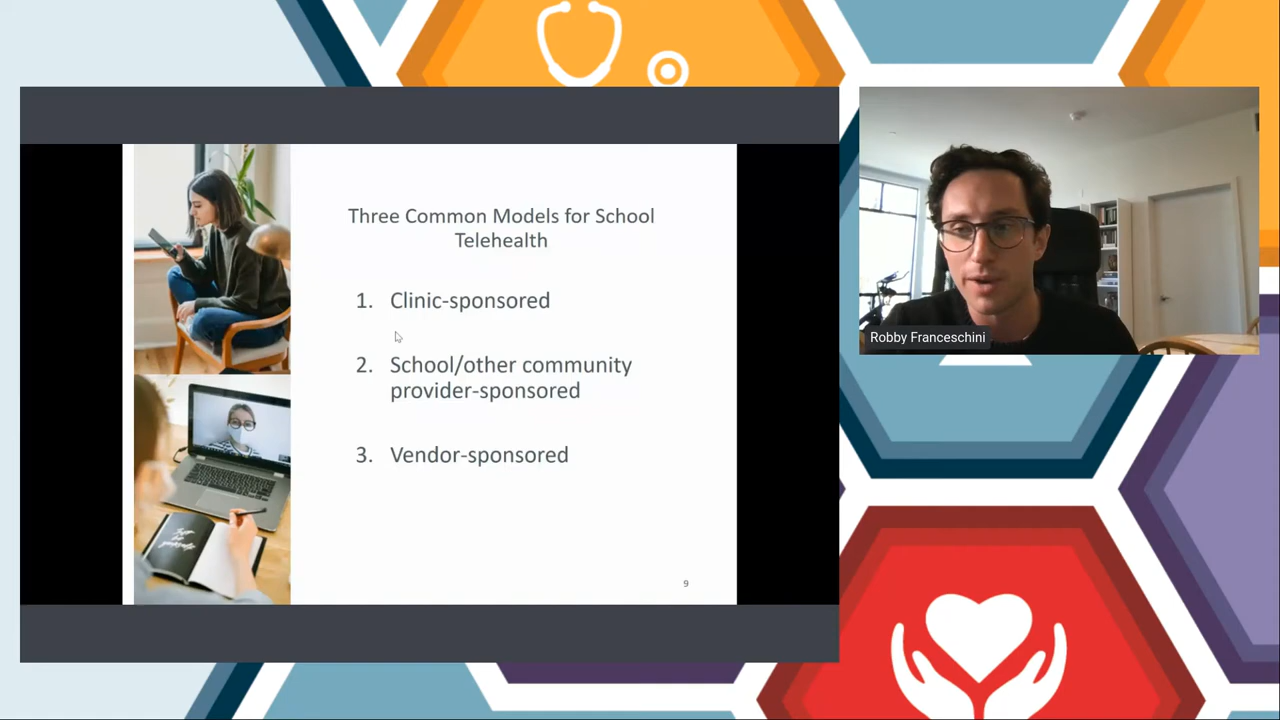 Three Common Models for School
Telehealth
1. Clinic-sponsored
2. School/other community
provider-sponsored
3. Vendor-sponsored
9
Robby Franceschini